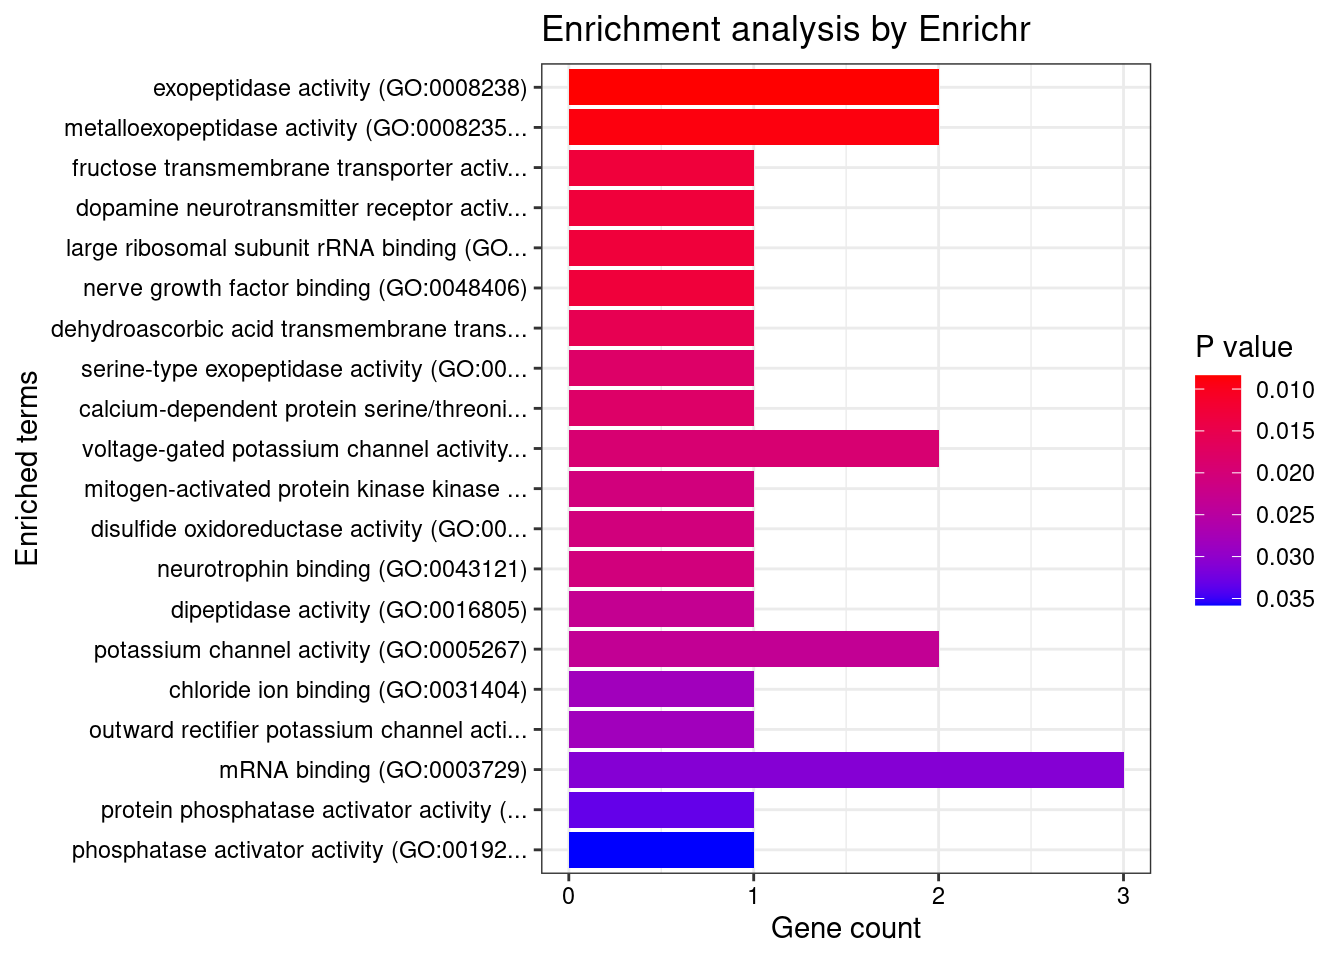 Enrichment analysis by Enrichr
exopeptidase activity (GO:0008238)
metalloexopeptidase activity (GO:0008235...
fructose transmembrane transporter activ...
dopamine neurotransmitter receptor activ...
large ribosomal subunit rRNA binding (GO...
nerve growth factor binding (GO:0048406)
dehydroascorbic acid transmembrane trans...
serine-type exopeptidase activity (GO:00...
calcium-dependent protein serine/threoni...
voltage-gated potassium channel activity...
mitogen-activated protein kinase kinase ...
disulfide oxidoreductase activity (GO:00...
neurotrophin binding (GO:0043121)
dipeptidase activity (GO:0016805)
potassium channel activity (GO:0005267)
chloride ion binding (GO:0031404)
outward rectifier potassium channel acti...
mRNA binding (GO:0003729)
protein phosphatase activator activity (...
phosphatase activator activity (GO:00192...
Enriched terms
0 1 2 3
Gene count
P value
0.010
0.015
0.020
0.025
0.030
0.035